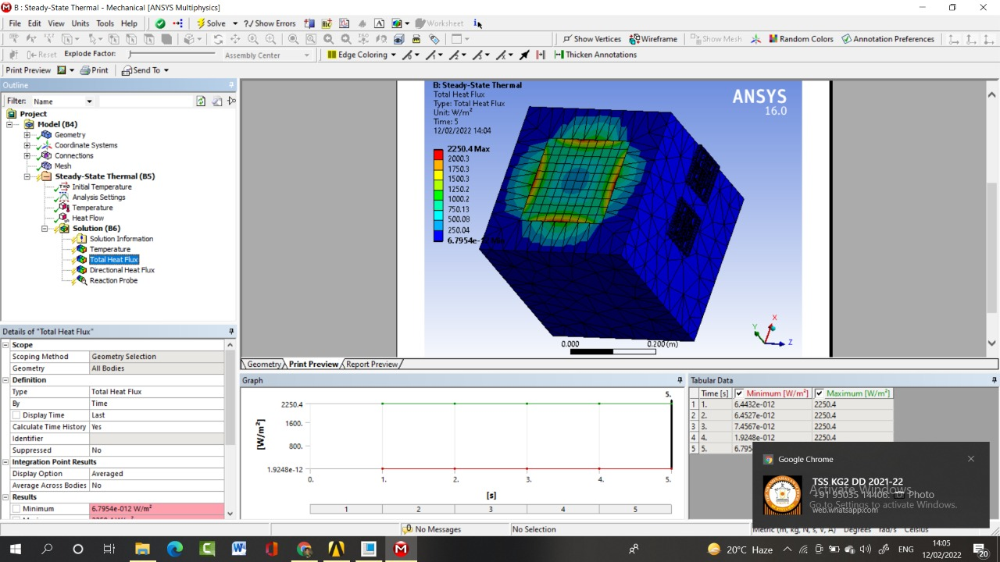 B : Steady-State Thermal - Mechanical [ANSYS Multiphysics]
File Edit View Units Tools Help Solve ?/ Show Errors Worksheet
Show Vertices Wireframe Show Mesh Random Colors Annotation Preferences
Reset Explode Factor: Assembly Center Edge Coloring Thicken Annotations
Print Preview Print Send To
Outline
Filter: Name
Project
Model (B4)
Geometry
Coordinate Systems
Connections
Mesh
Steady-State Thermal (B5)
Initial Temperature
Analysis Settings
Temperature
Heat Flow
Solution (B6)
Solution Information
Temperature
Total Heat Flux
Directional Heat Flux
Reaction Probe
Details of "Total Heat Flux"
Scope
Scoping Method Geometry Selection
Geometry All Bodies
Definition
Type Total Heat Flux
By Time
Display Time Last
Calculate Time History Yes
Identifier
Suppressed No
Integration Point Results
Display Option Averaged
Average Across Bodies No
Results
Minimum 6.7954e-012 W/m²
B: Steady-State Thermal
Total Heat Flux
Type: Total Heat Flux
Unit: W/m²
Time: 5
12/02/2022 14:04
2250.4 Max
2000.3
1750.3
1500.3
1250.2
1000.2
750.13
500.08
250.04
6.7954e-
ANSYS
16.0
0.000 0.200 (m)
X
Y
Z
Geometry Print Preview Report Preview
Graph
5.
2250.4
1600.
800.
1.9248e-12
[W/m²]
0. 1. 2. 3. 4. 5.
[s]
1 2 3 4 5
Tabular Data
Time [s] Minimum [W/m²] Maximum [W/m²]
1 1. 6.4432e-012 2250.4
2 2. 6.4527e-012 2250.4
3 3. 7.4567e-012 2250.4
4 4. 1.9248e-012 2250.4
5 5. 6.795
Google Chrome
TSS KG2 DD 2021-22
+91 95035 14406: Photo
web.whatsapp.com
Activate Windows
Go to Settings to activate Windows.
No Messages No Selection Metric (m, kg, N, s, V, A) Degrees rad/s Celsius
20°C Haze ENG 14:05
12/02/2022
20